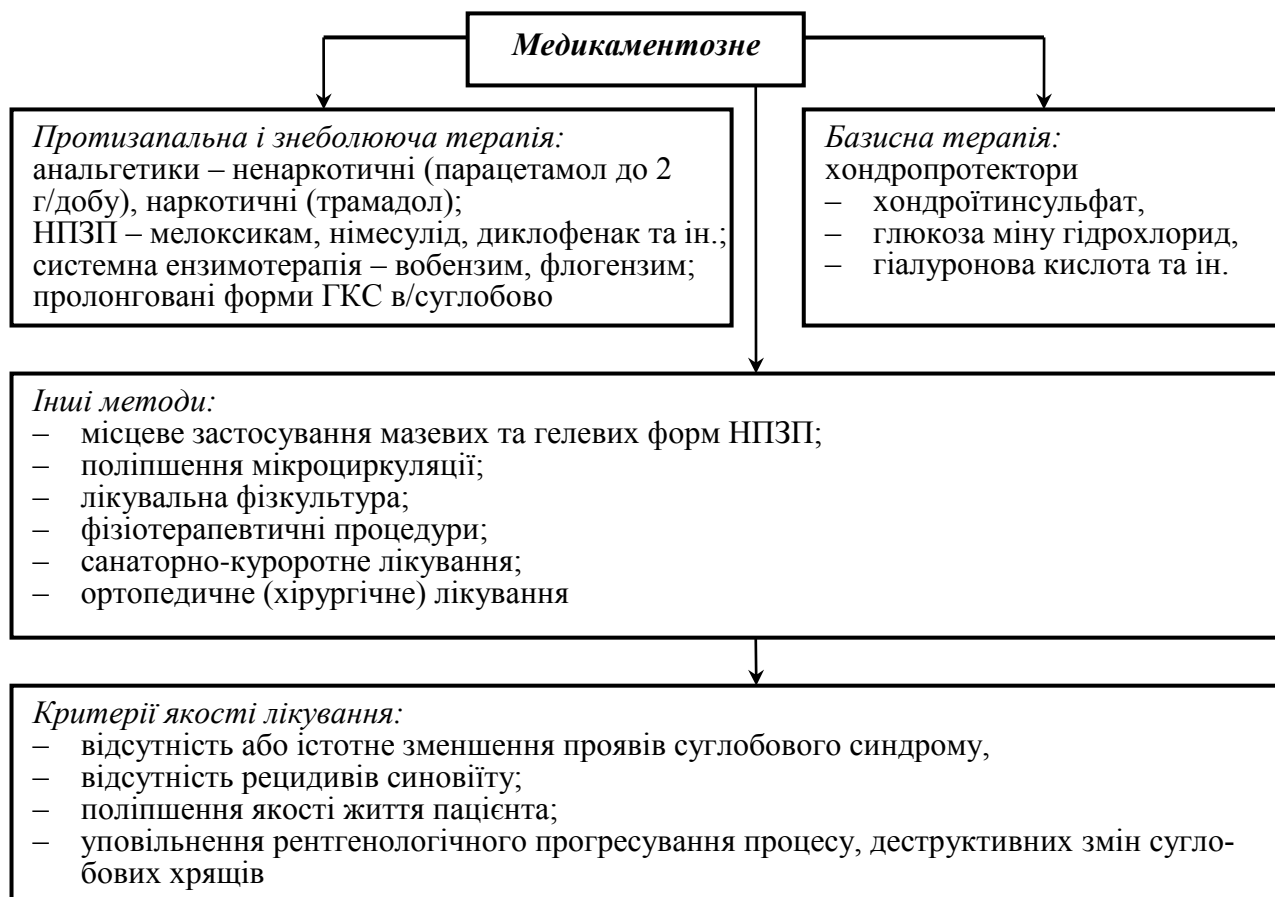 Медикаментозне
Протизапальна і знеболююча терапія:
анальгетики – ненаркотичні (парацетамол до 2
г/добу), наркотичні (трамадол);
НПЗП – мелоксикам, німесулід, диклофенак та ін.;
системна ензимотерапія – вобензим, флогензим;
пролонговані форми ГКС в/суглобово
Базисна терапія:
хондропротектори
– хондроїтинсульфат,
– глюкоза міну гідрохлорид,
– гіалуронова кислота та ін.
Інші методи:
– місцеве застосування мазевих та гелевих форм НПЗП;
– поліпшення мікроциркуляції;
– лікувальна фізкультура;
– фізіотерапевтичні процедури;
– санаторно-куроротне лікування;
– ортопедичне (хірургічне) лікування
Критерії якості лікування:
– відсутність або істотне зменшення проявів суглобового синдрому,
– відсутність рецидивів синовіїту;
– поліпшення якості життя пацієнта;
– уповільнення рентгенологічного прогресування процесу, деструктивних змін сугло-
бових хрящів